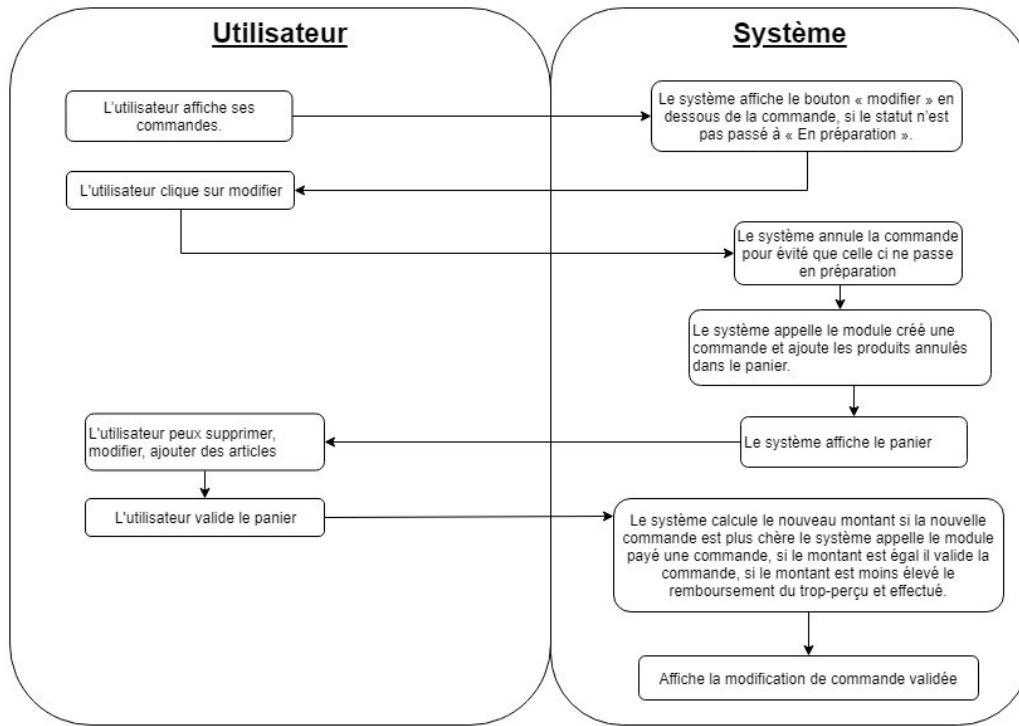 Utilisateur
Système
L'utilisateur affiche ses
commandes.
Le système affiche le bouton « modifier » en
dessous de la commande, si le statut n'est
pas passé à « En préparation ».
L'utilisateur clique sur modifier
Le système annule la commande
pour évité que celle ci ne passe
en préparation
Le système appelle le module créé une
commande et ajoute les produits annulés
dans le panier.
L'utilisateur peux supprimer,
modifier, ajouter des articles
Le système affiche le panier
L'utilisateur valide le panier
Le système calcule le nouveau montant si la nouvelle
commande est plus chère le système appelle le module
payé une commande, si le montant est égal il valide la
commande, si le montant est moins élevé le
remboursement du trop-perçu et effectué.
Affiche la modification de commande validée